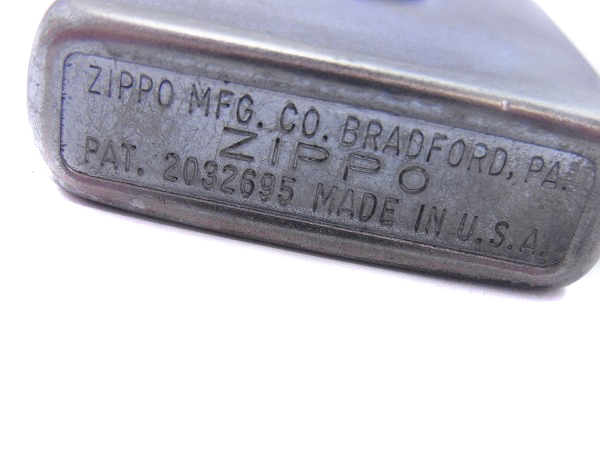 ZIPPO MFG. CO. BRADFORD, PA.
ZIPPO
PAT. 2032695 MADE IN U.S.A.